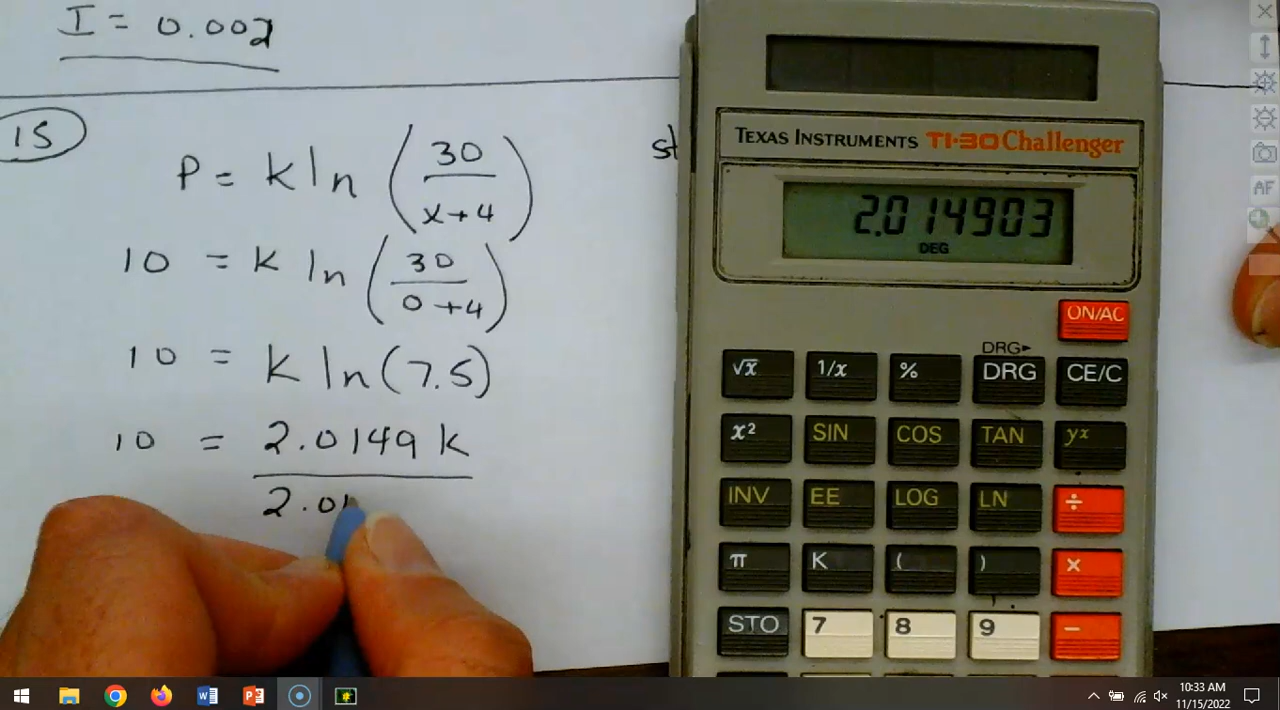 I = 0.002
15
P = k ln (30 / x+4)
st
10 = k ln (30 / 0+4)
10 = k ln (7.5)
10 = 2.0149 k
2.01
TEXAS INSTRUMENTS TI-30 Challenger
2.014903
DEG
ON/AC
DRG►
√x 1/x % DRG CE/C
x² SIN COS TAN yx
INV EE LOG LN ÷
π K ( ) ×
STO 7 8 9 −
AF
10:33 AM
11/15/2022